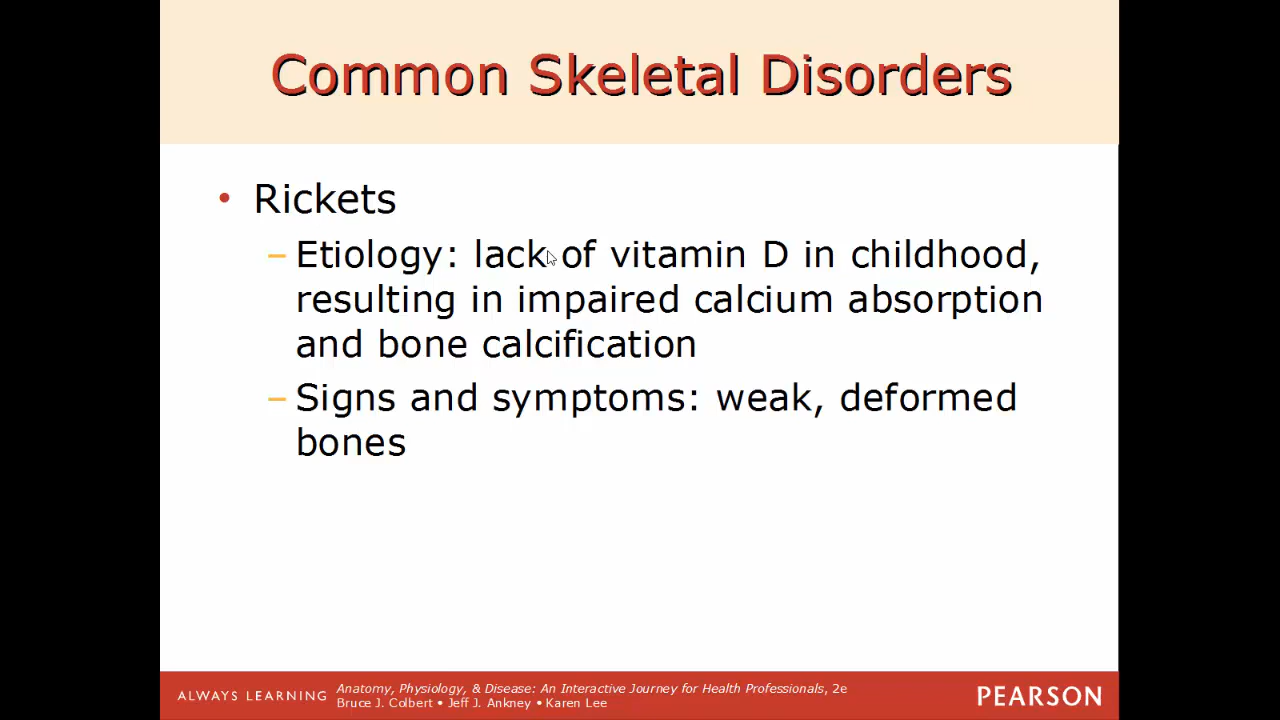 Common Skeletal Disorders
• Rickets
– Etiology: lack of vitamin D in childhood,
resulting in impaired calcium absorption
and bone calcification
– Signs and symptoms: weak, deformed
bones
ALWAYS LEARNING
Anatomy, Physiology, & Disease: An Interactive Journey for Health Professionals, 2e
Bruce J. Colbert • Jeff J. Ankney • Karen Lee
PEARSON